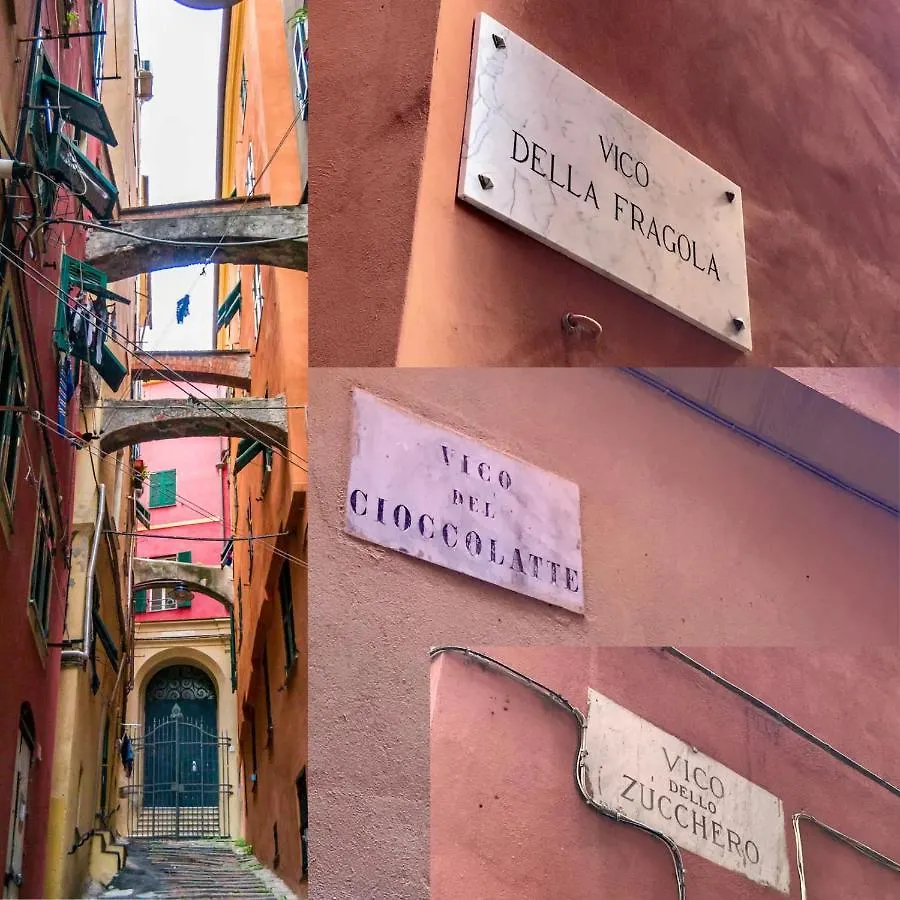 VICO
DELLA FRAGOLA
VICO
DEL
CIOCCOLATTE
VICO
DELLO
ZUCCHERO